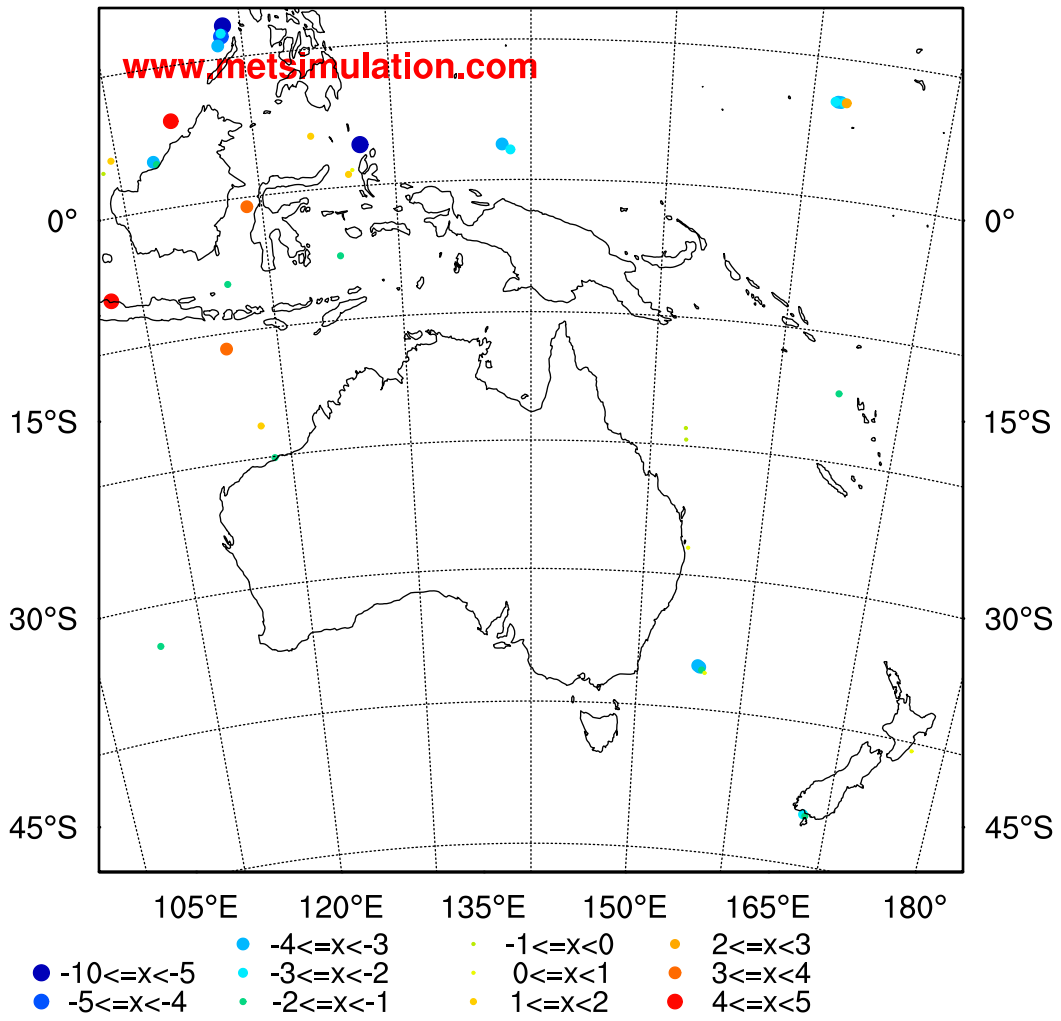 www.metsimulation.com
0° 0°
15°S 15°S
30°S 30°S
45°S 45°S
105°E 120°E 135°E 150°E 165°E 180°
-4<=x<-3 -1<=x<0 2<=x<3
-10<=x<-5 -3<=x<-2 0<=x<1 3<=x<4
-5<=x<-4 -2<=x<-1 1<=x<2 4<=x<5